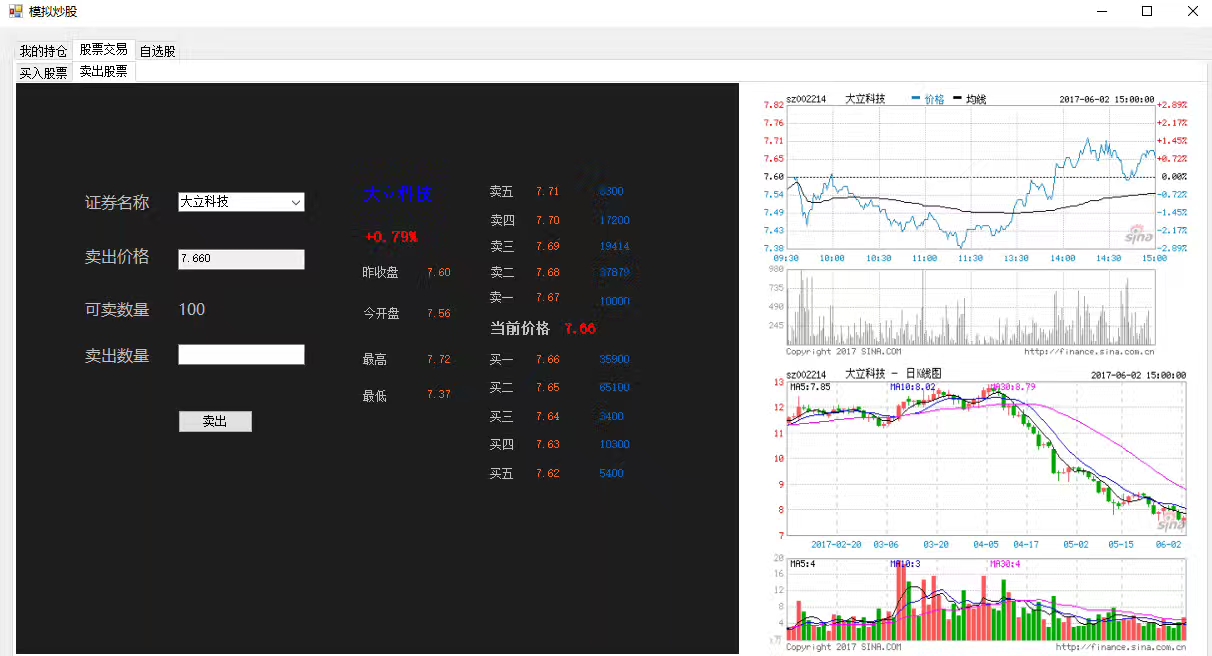 模拟炒股
我的持仓 股票交易 自选股
买入股票 卖出股票
证券名称 大立科技
卖出价格 7.660
可卖数量 100
卖出数量
卖出
大立科技
+0.79%
昨收盘 7.60
今开盘 7.56
最高 7.72
最低 7.37
卖五 7.71 8300
卖四 7.70 17200
卖三 7.69 19414
卖二 7.68 37879
卖一 7.67 10000
当前价格 7.66
买一 7.66 35900
买二 7.65 65100
买三 7.64 3400
买四 7.63 10300
买五 7.62 5400
sz002214 大立科技 价格 均线 2017-06-02 15:00:00
7.82 +2.89%
7.76 +2.17%
7.71 +1.45%
7.65 +0.72%
7.60 0.00%
7.54 -0.72%
7.49 -1.45%
7.43 -2.17%
7.38 -2.89%
sina
09:30 10:00 10:30 11:00 11:30 13:30 14:00 14:30 15:00
980
735
490
245
Copyright 2017 SINA.COM http://finance.sina.com.cn
sz002214 大立科技 - 日K线图 2017-06-02 15:00:00
MA5:7.85 MA10:8.02 MA30:8.79
13
12
11
10
9
8
7
sina
2017-02-20 03-06 03-20 04-05 04-17 05-02 05-15 06-02
MA5:4 MA10:3 MA30:4
20
16
12
8
4
万
Copyright 2017 SINA.COM http://finance.sina.com.cn